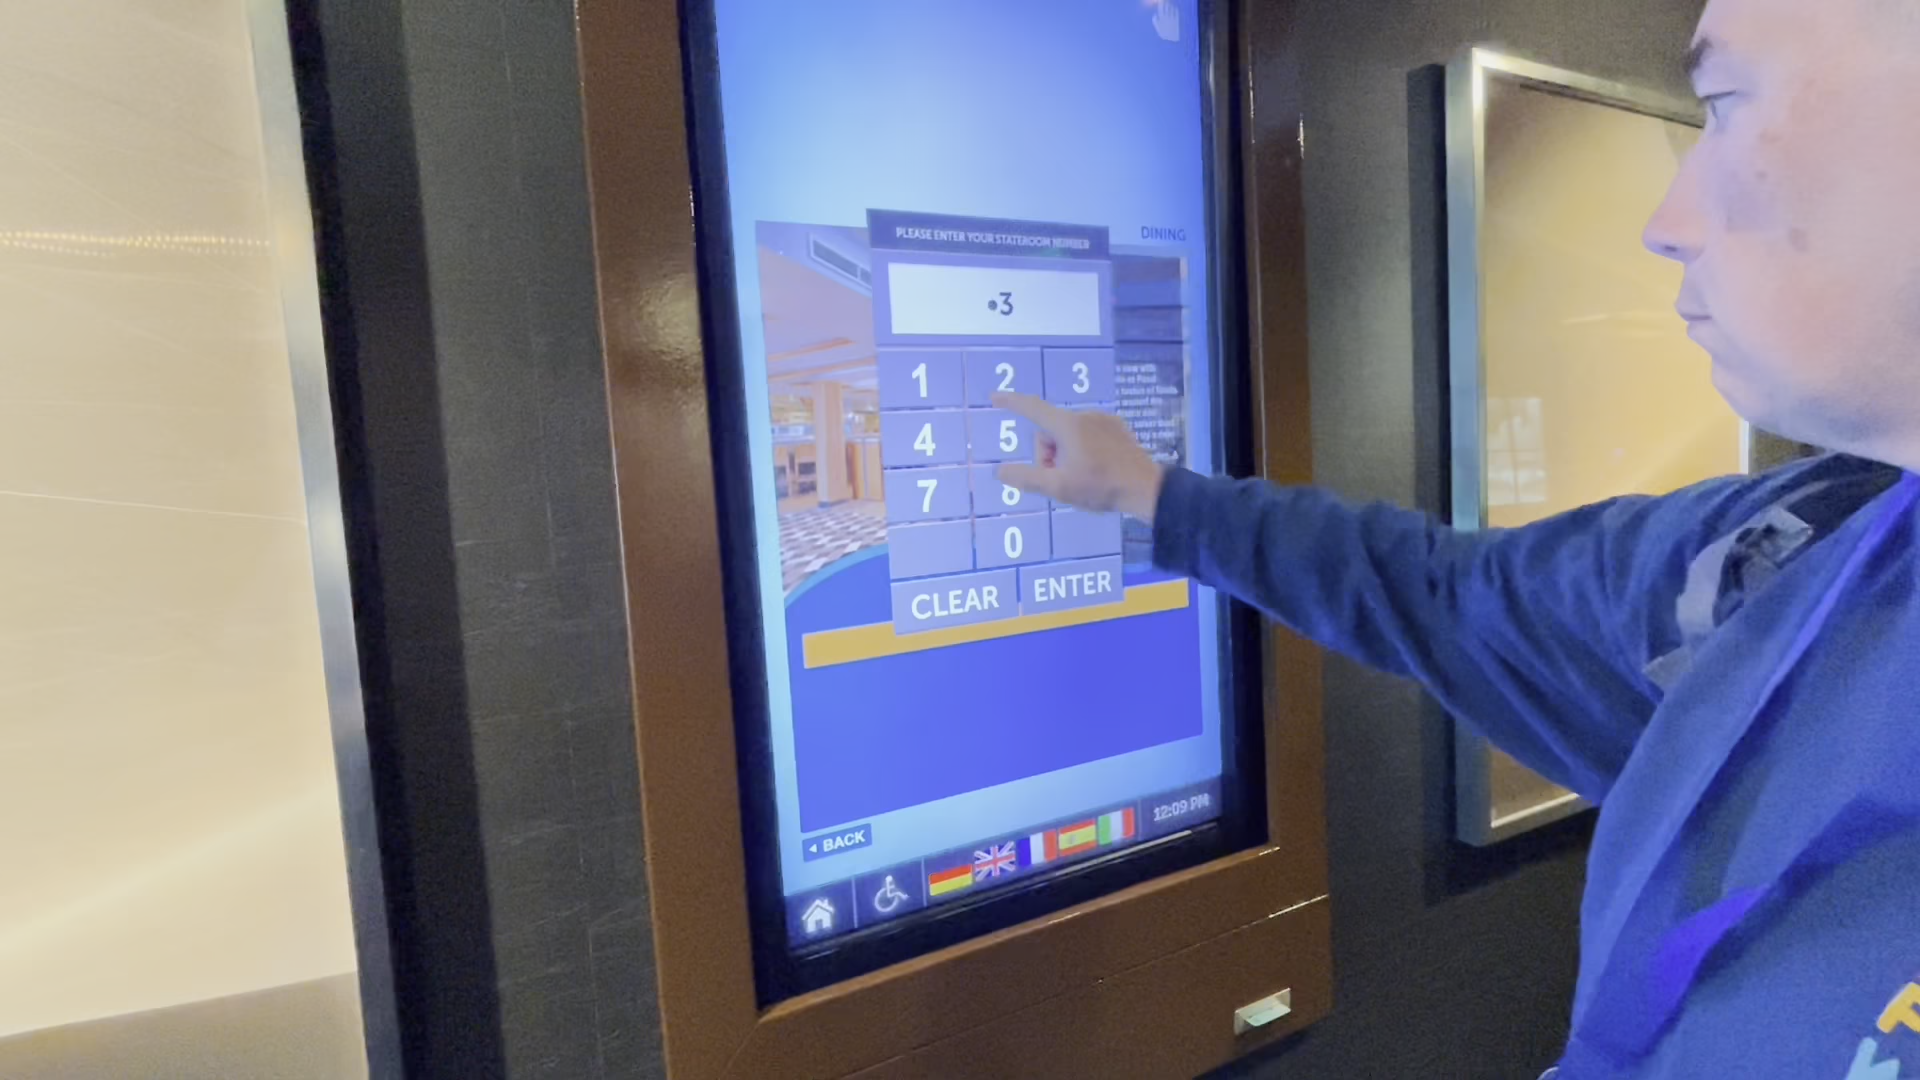 DINING
PLEASE ENTER YOUR STATEROOM NUMBER
•3
1 2 3
4 5
7 8
0
CLEAR ENTER
BACK
12:09 PM